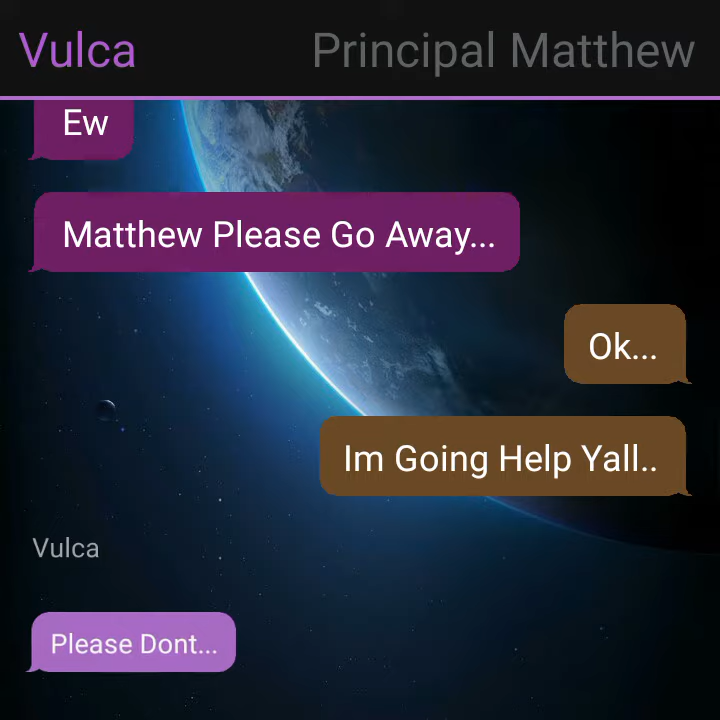 Vulca
Principal Matthew
Ew
Matthew Please Go Away...
Ok...
Im Going Help Yall..
Vulca
Please Dont...